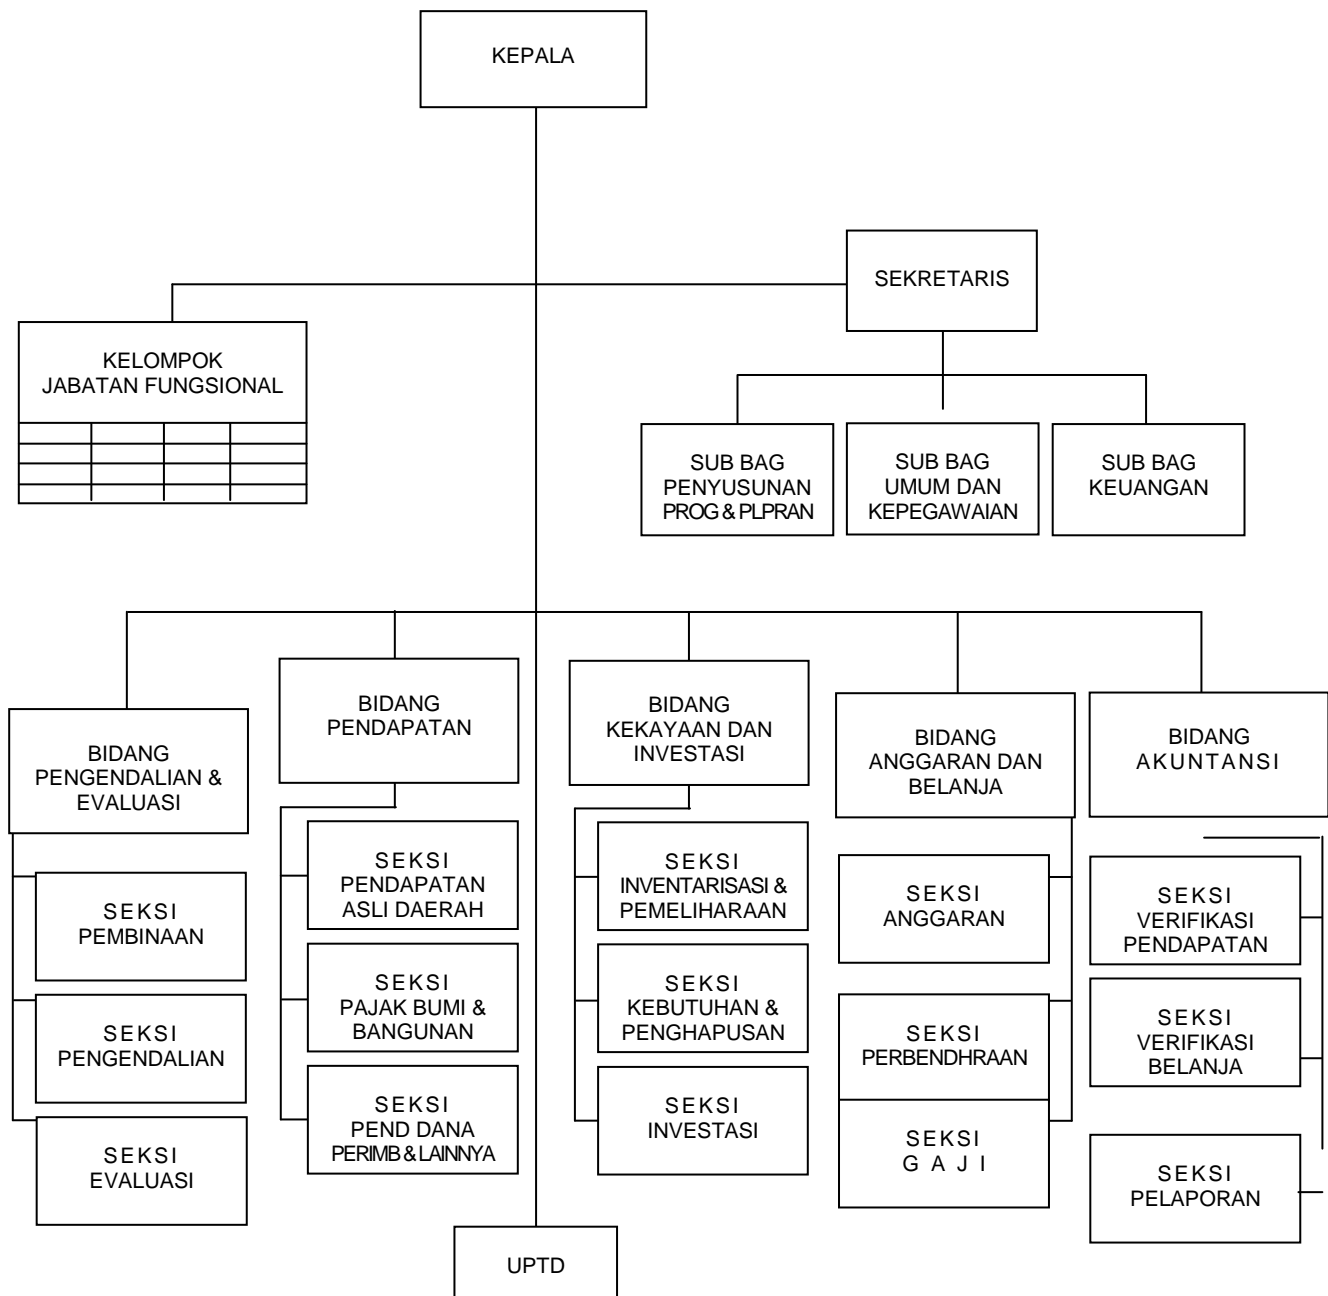 KEPALA
SEKRETARIS
KELOMPOK
JABATAN FUNGSIONAL
SUB BAG
PENYUSUNAN
PROG & PLPRAN
SUB BAG
UMUM DAN
KEPEGAWAIAN
SUB BAG
KEUANGAN
BIDANG
PENGENDALIAN &
EVALUASI
BIDANG
PENDAPATAN
BIDANG
KEKAYAAN DAN
INVESTASI
BIDANG
ANGGARAN DAN
BELANJA
BIDANG
AKUNTANSI
SEKSI
PEMBINAAN
SEKSI
PENGENDALIAN
SEKSI
EVALUASI
SEKSI
PENDAPATAN
ASLI DAERAH
SEKSI
PAJAK BUMI &
BANGUNAN
SEKSI
PEND DANA
PERIMB & LAINNYA
SEKSI
INVENTARISASI &
PEMELIHARAAN
SEKSI
KEBUTUHAN &
PENGHAPUSAN
SEKSI
INVESTASI
SEKSI
ANGGARAN
SEKSI
PERBENDHRAAN
SEKSI
G A J I
SEKSI
VERIFIKASI
PENDAPATAN
SEKSI
VERIFIKASI
BELANJA
SEKSI
PELAPORAN
UPTD